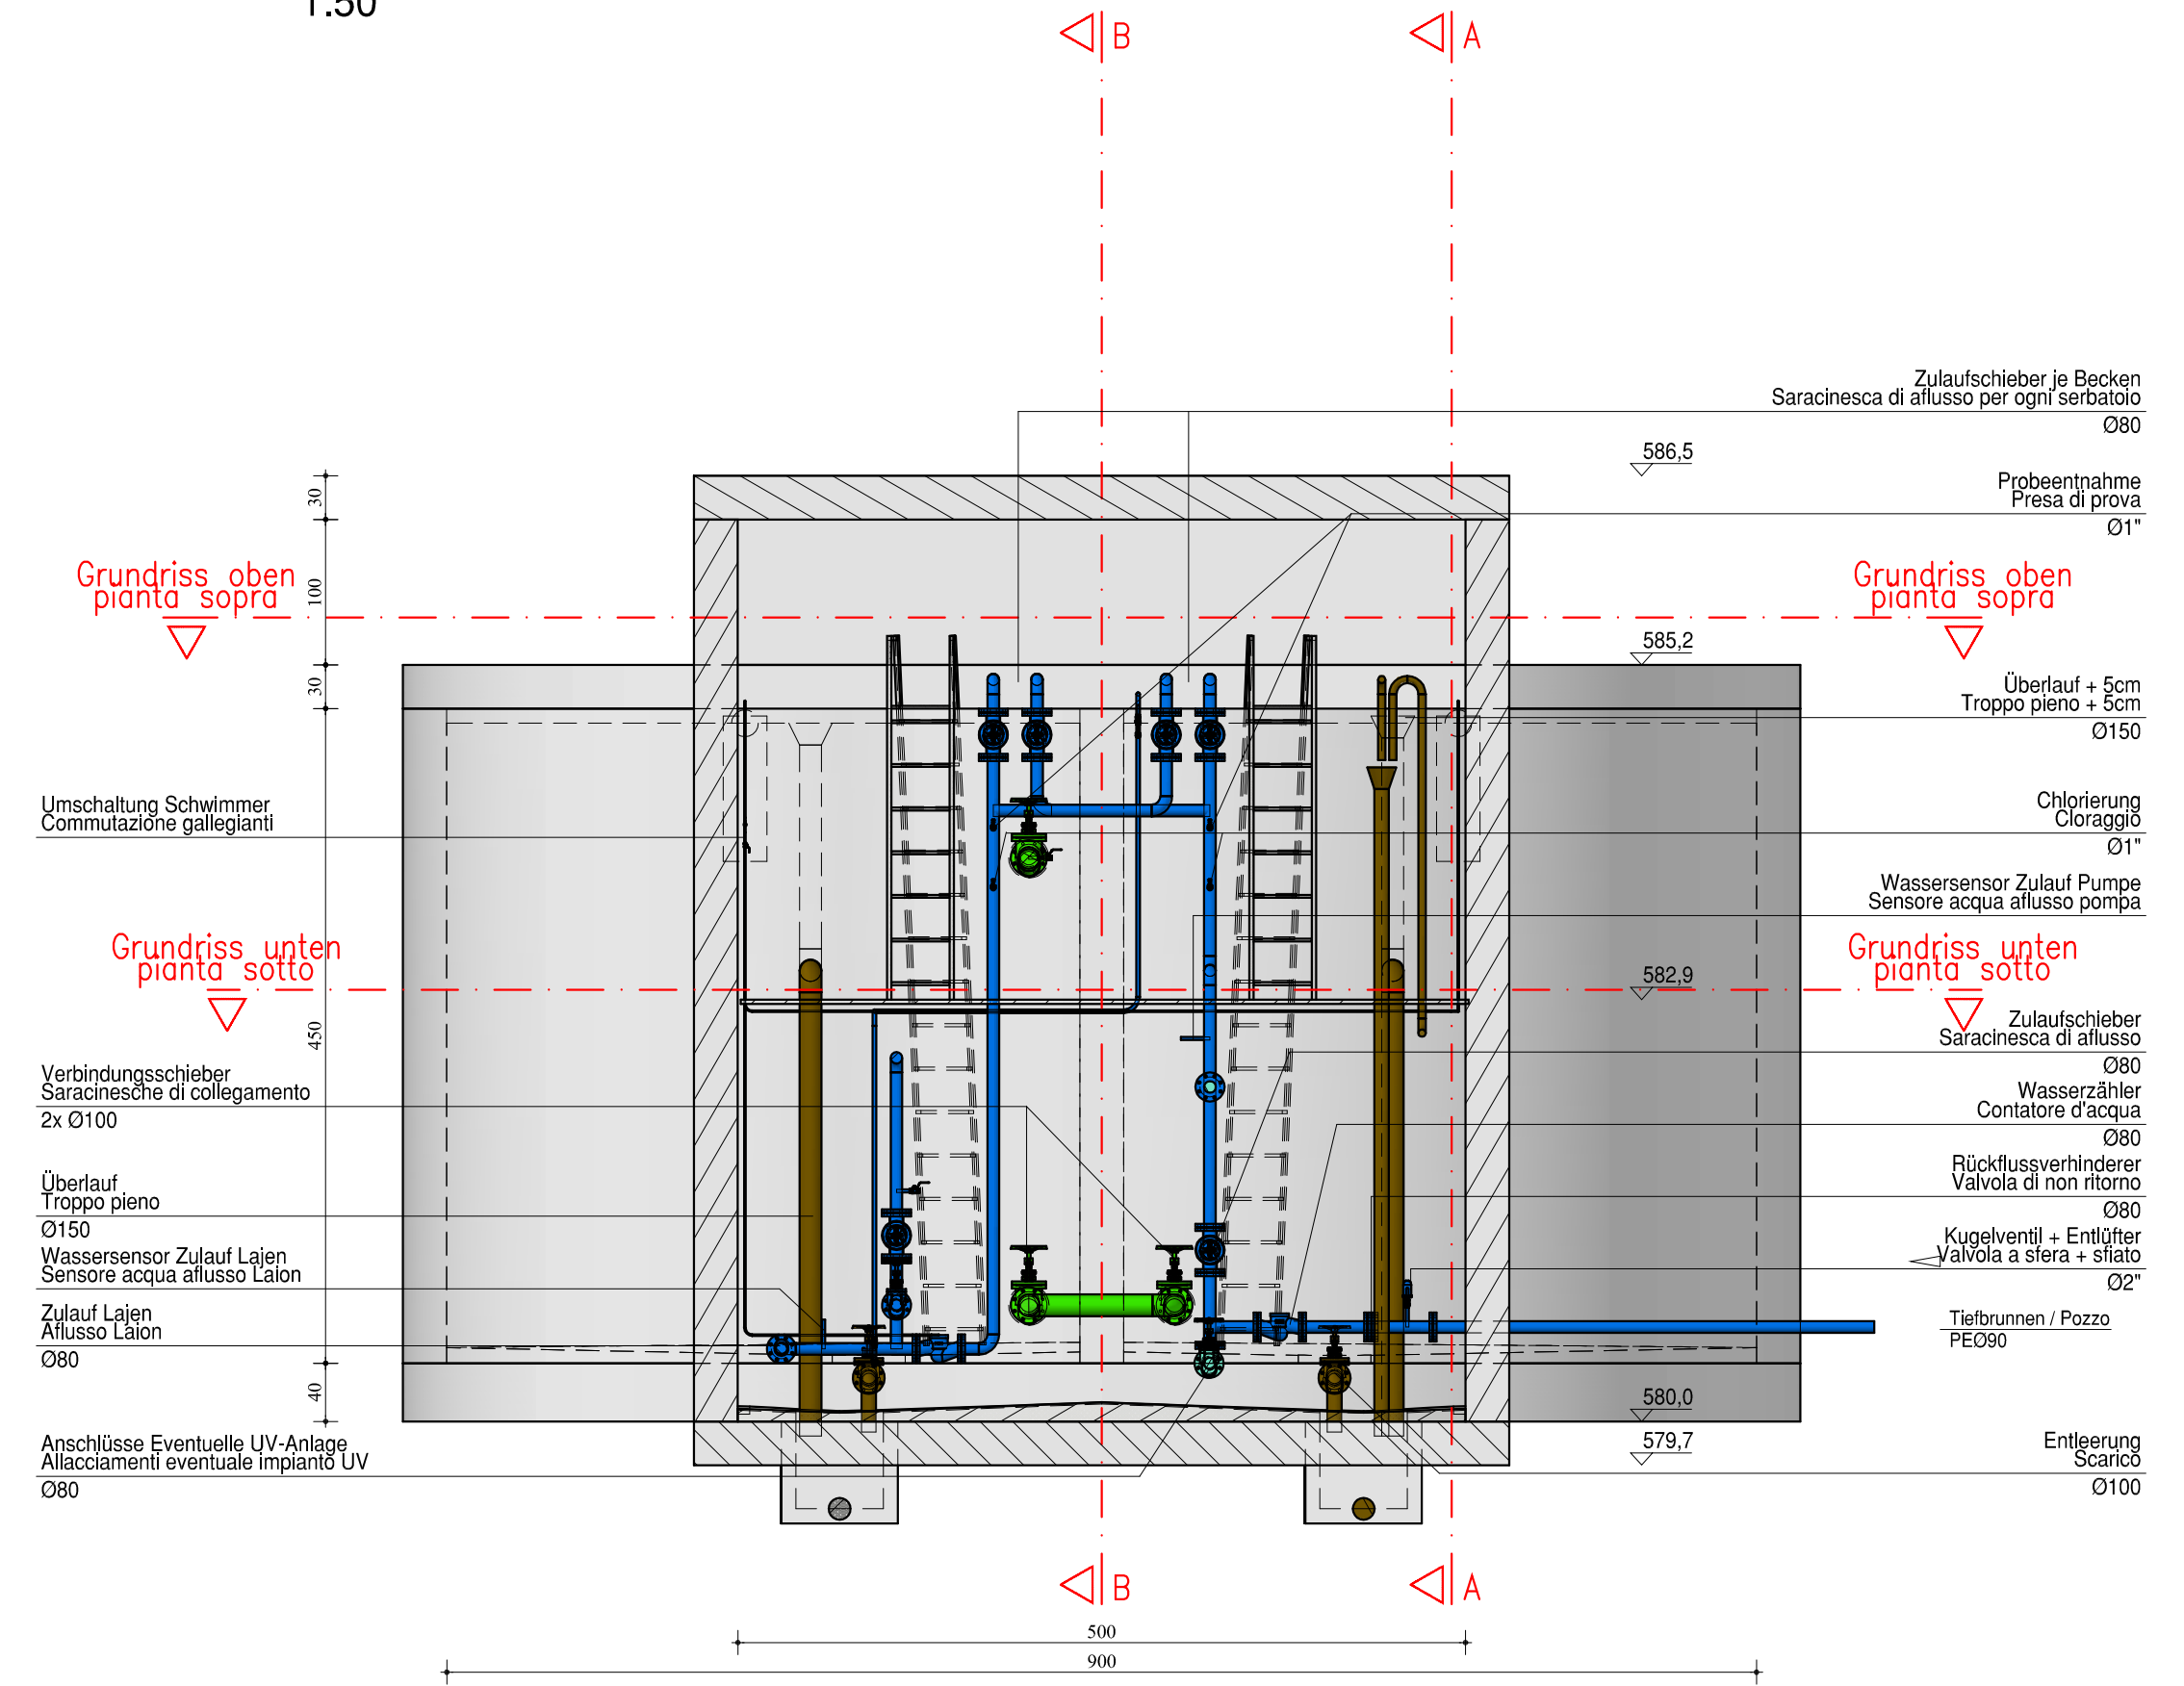 1:50
B
A
Zulaufschieber je Becken
Saracinesca di aflusso per ogni serbatoio
Ø80
586,5
Probeentnahme
Presa di prova
Ø1"
30
100
30
450
40
Grundriss oben
pianta sopra
Grundriss oben
pianta sopra
585,2
Überlauf + 5cm
Troppo pieno + 5cm
Ø150
Umschaltung Schwimmer
Commutazione gallegianti
Chlorierung
Cloraggio
Ø1"
Wassersensor Zulauf Pumpe
Sensore acqua aflusso pompa
Grundriss unten
pianta sotto
Grundriss unten
pianta sotto
582,9
Zulaufschieber
Saracinesca di aflusso
Ø80
Verbindungsschieber
Saracinesche di collegamento
2x Ø100
Wasserzähler
Contatore d'acqua
Ø80
Überlauf
Troppo pieno
Ø150
Rückflussverhinderer
Valvola di non ritorno
Ø80
Wassersensor Zulauf Lajen
Sensore acqua aflusso Laion
Kugelventil + Entlüfter
Valvola a sfera + sfiato
Ø2"
Zulauf Lajen
Aflusso Laion
Ø80
Tiefbrunnen / Pozzo
PEØ90
580,0
579,7
Anschlüsse Eventuelle UV-Anlage
Allacciamenti eventuale impianto UV
Ø80
Entleerung
Scarico
Ø100
B
A
500
900